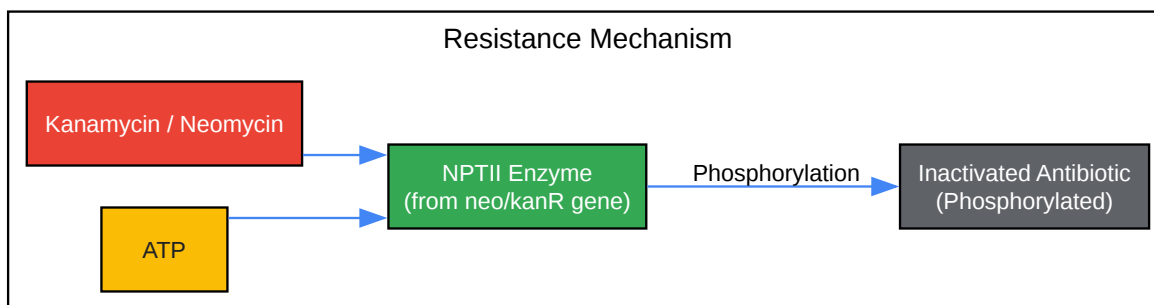 Resistance Mechanism
Kanamycin / Neomycin
ATP
NPTII Enzyme
(from neo/kanR gene)
Phosphorylation
Inactivated Antibiotic
(Phosphorylated)